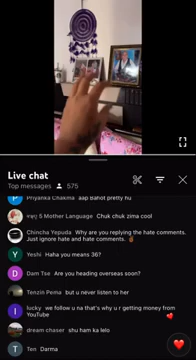 Live chat
Top messages 575
Priyanka Chakma aap Bahot pretty hu
S Mother Language Chuk chuk zima cool
Chincha Yepuda Why are you replying the hate comments. Just ignore hate and hate comments. ✌🏾
Yeshi Haha you means 36?
Dam Tse Are you heading overseas soon?
Tenzin Pema but u never listen to her
lucky we follow u na that's why u r getting money from YouTube
dream chaser shu ham ka lelo
Ten Darma